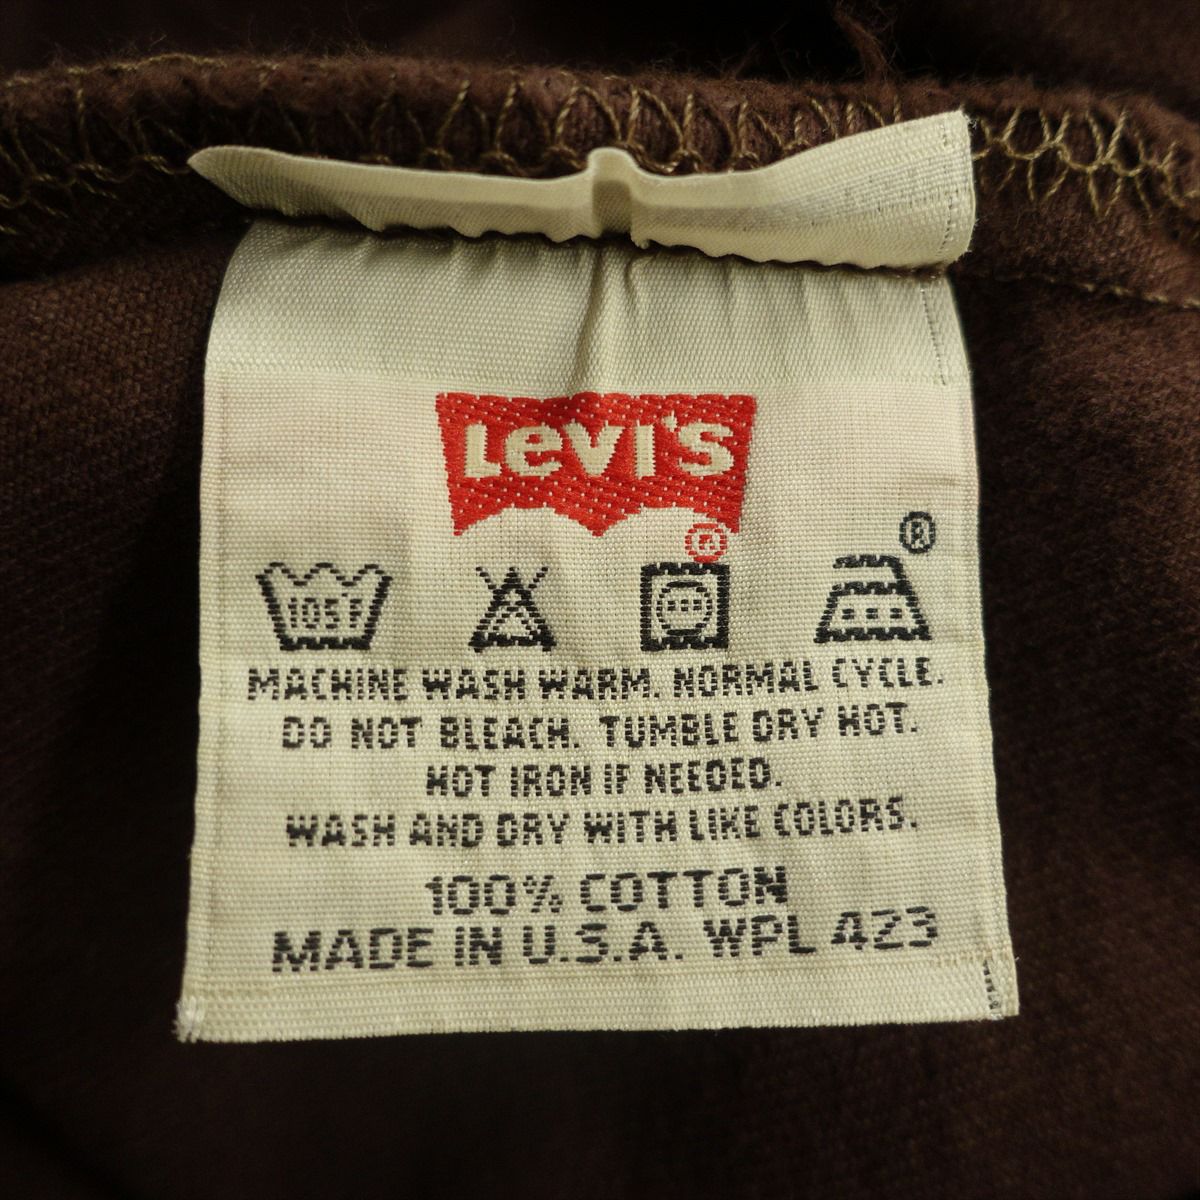 Levi's
®
®
105°F
MACHINE WASH WARM. NORMAL CYCLE.
DO NOT BLEACH. TUMBLE DRY HOT.
HOT IRON IF NEEDED.
WASH AND DRY WITH LIKE COLORS.
100% COTTON
MADE IN U.S.A. WPL 423